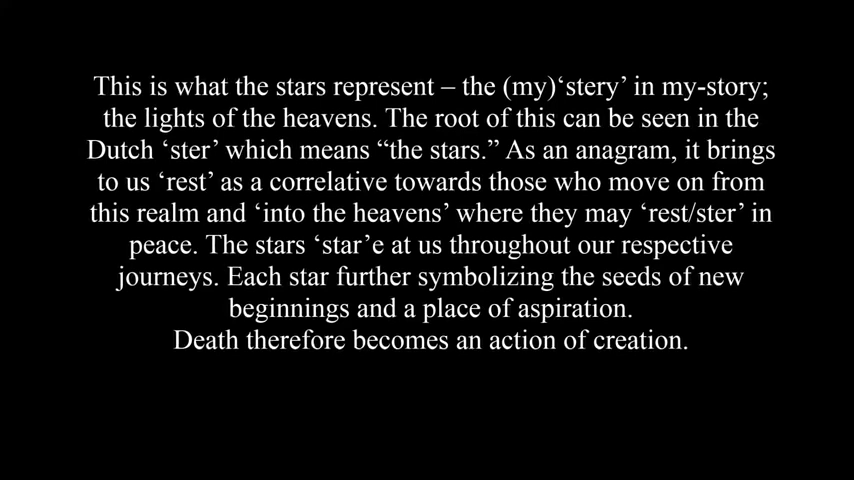 This is what the stars represent – the (my)‘stery’ in my-story;
the lights of the heavens. The root of this can be seen in the
Dutch ‘ster’ which means “the stars.” As an anagram, it brings
to us ‘rest’ as a correlative towards those who move on from
this realm and ‘into the heavens’ where they may ‘rest/ster’ in
peace. The stars ‘star’e at us throughout our respective
journeys. Each star further symbolizing the seeds of new
beginnings and a place of aspiration.
Death therefore becomes an action of creation.